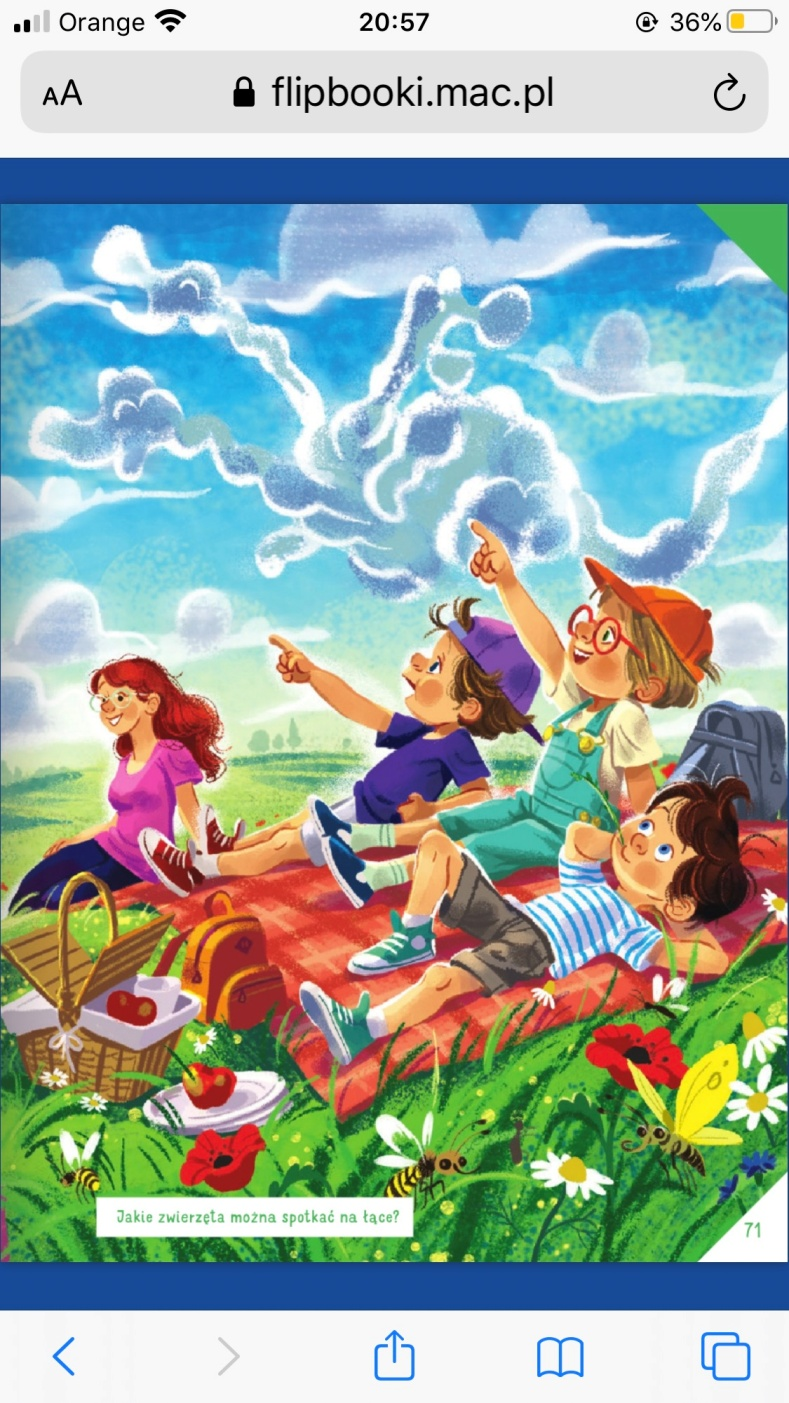 Orange
20:57
36%
AA
flipbooki.mac.pl
Jakie zwierzęta można spotkać na łące?
71